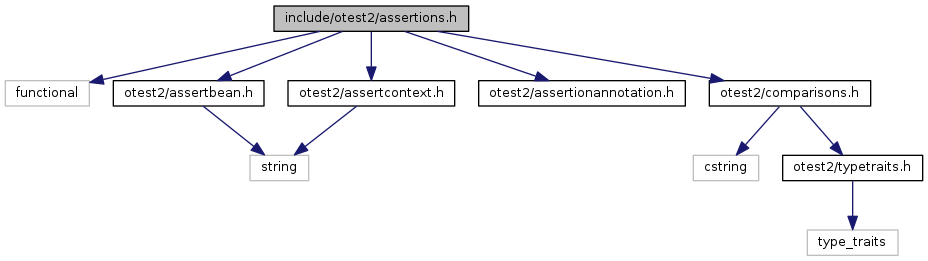 include/otest2/assertions.h
functional
otest2/assertbean.h
otest2/assertcontext.h
otest2/assertionannotation.h
otest2/comparisons.h
string
cstring
otest2/typetraits.h
type_traits